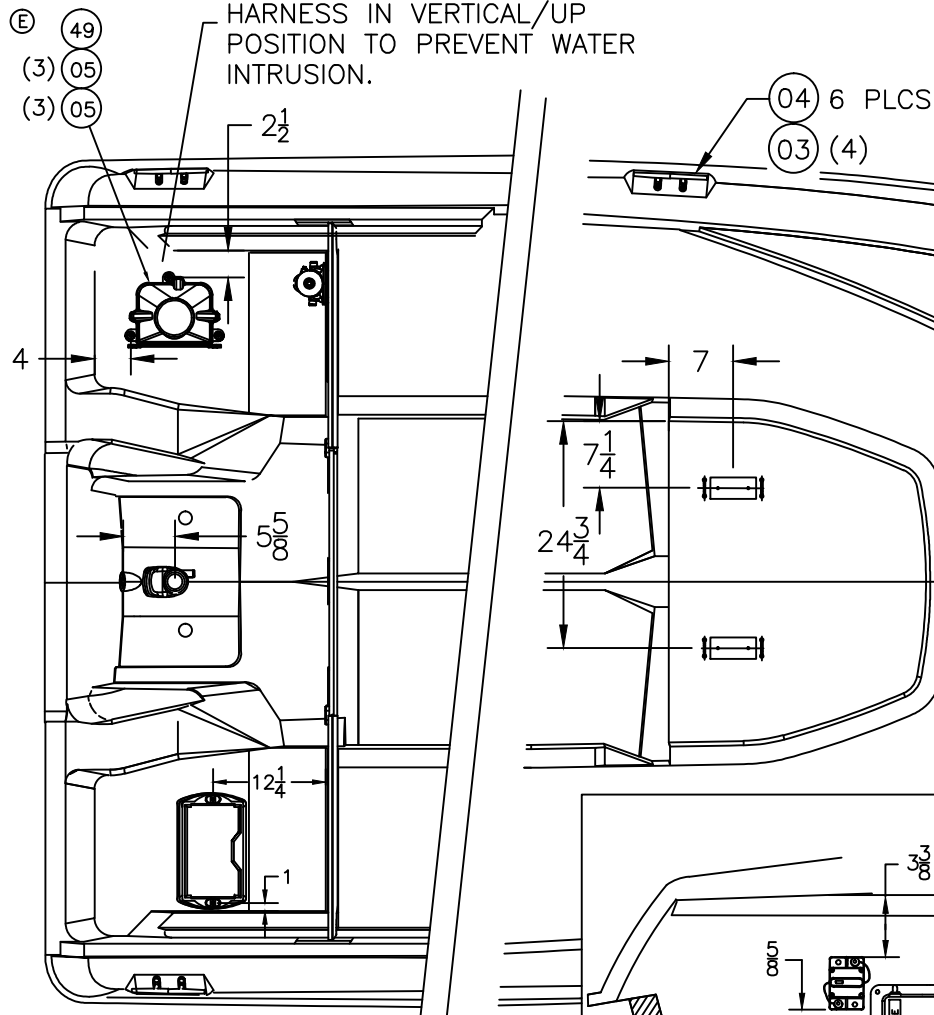 HARNESS IN VERTICAL/UP
POSITION TO PREVENT WATER
INTRUSION.
E
49
(3) 05
(3) 05
04 6 PLCS
03 (4)
2 1/2
4
7
7 1/4
24 3/4
5 5/8
12 1/4
1
3 3/8
5/8